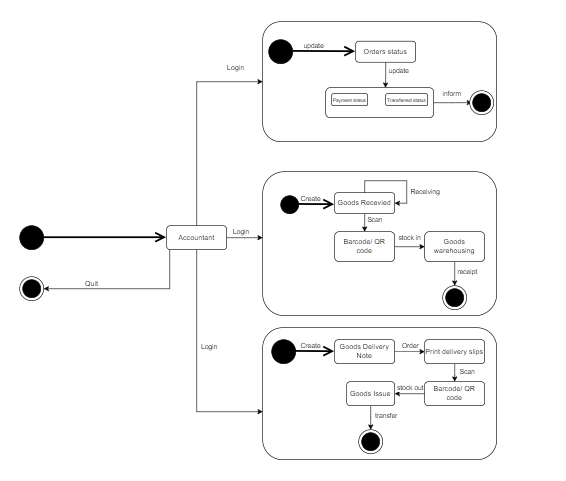 update
Orders status
Login
update
inform
Payment status
Transferred status
Create
Goods Recevied
Receiving
Scan
Accountant
Login
Barcode/ QR
code
stock in
Goods
warehousing
receipt
Quit
Login
Create
Goods Delivery
Note
Order
Print delivery slips
Scan
Goods Issue
stock out
Barcode/ QR
code
transfer